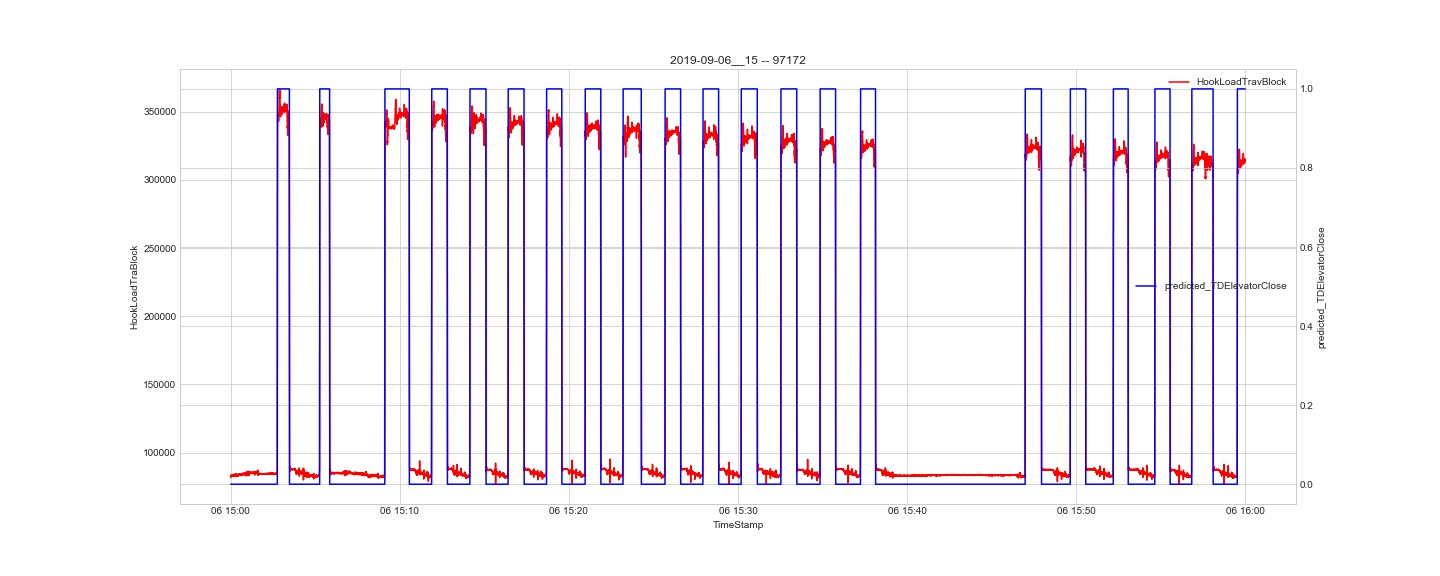 2019-09-06__15 -- 97172
HookLoadTravBlock
predicted_TDElevatorClose
HookLoadTraBlock
350000
300000
250000
200000
150000
100000
1.0
0.8
0.6
0.4
0.2
0.0
predicted_TDElevatorClose
06 15:00 06 15:10 06 15:20 06 15:30 06 15:40 06 15:50 06 16:00
TimeStamp